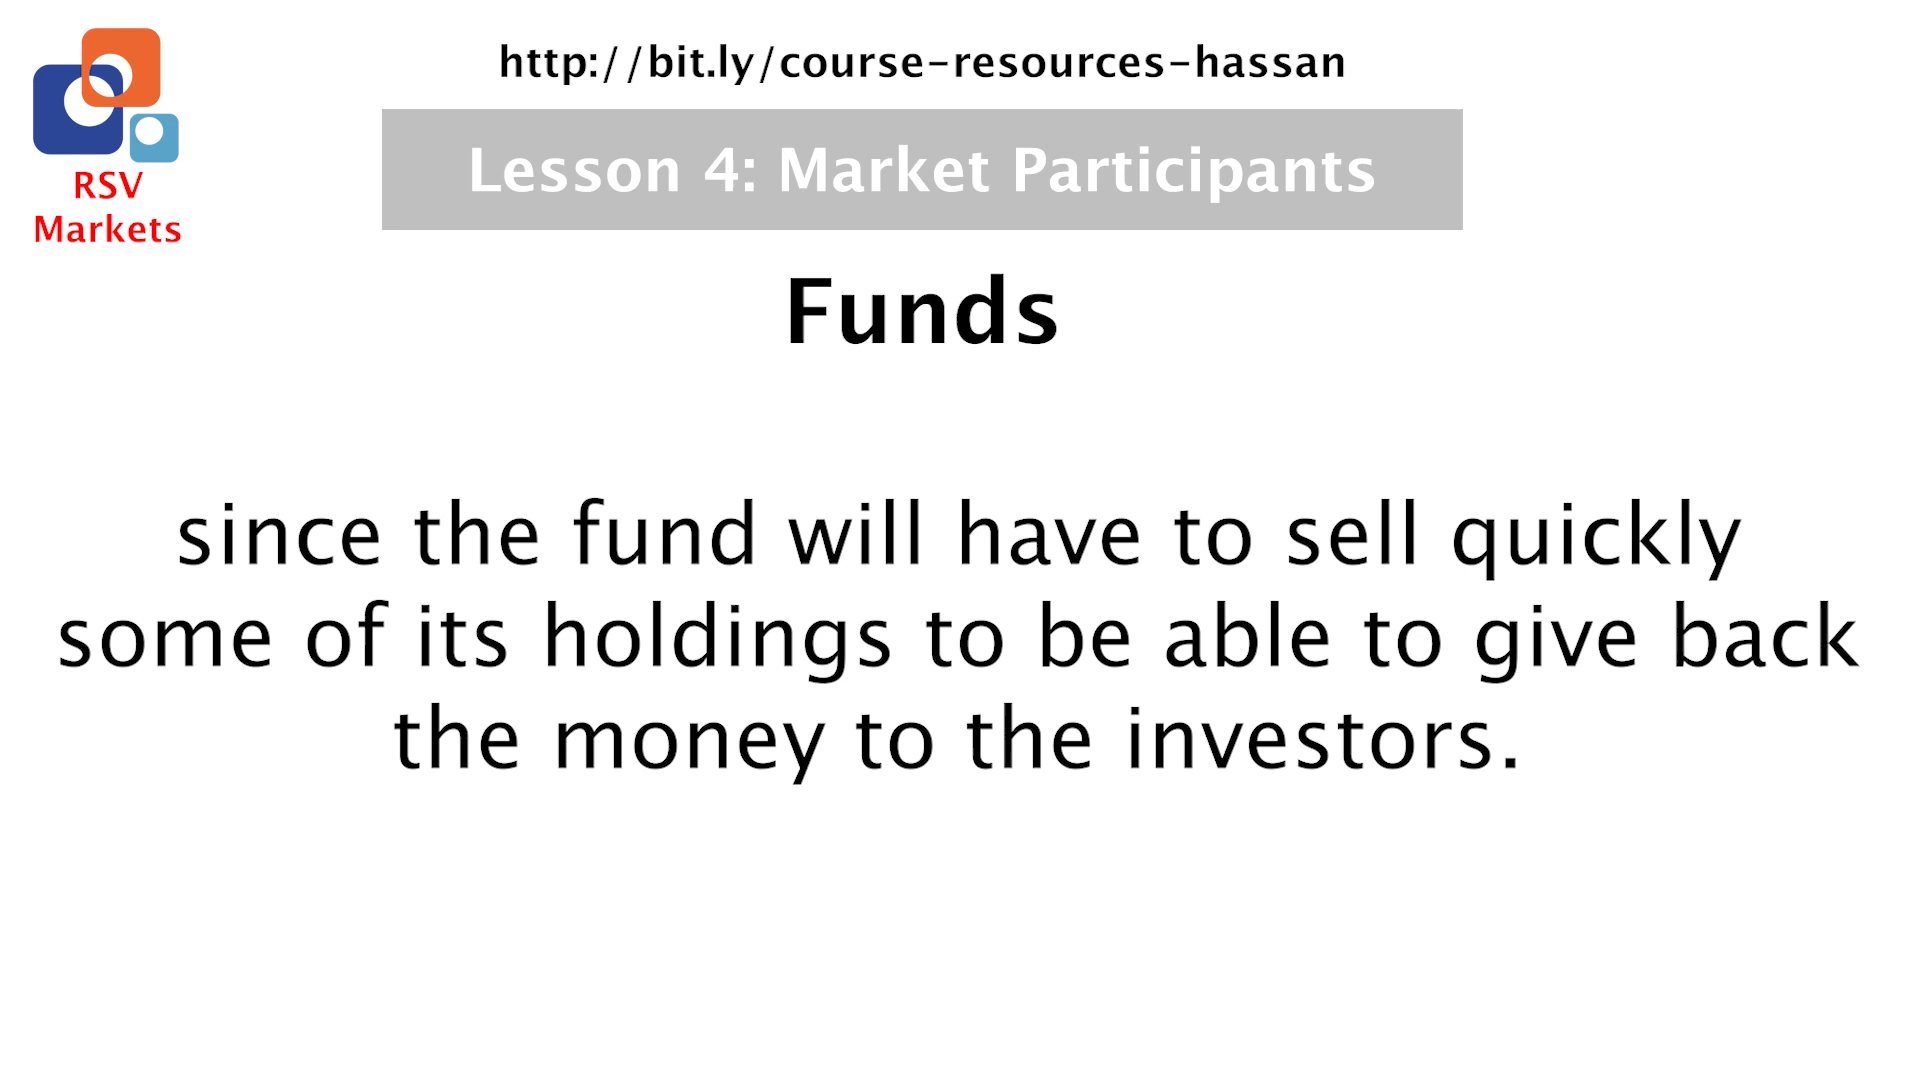 http://bit.ly/course-resources-hassan
RSV
Markets
Lesson 4: Market Participants
Funds
since the fund will have to sell quickly
some of its holdings to be able to give back
the money to the investors.